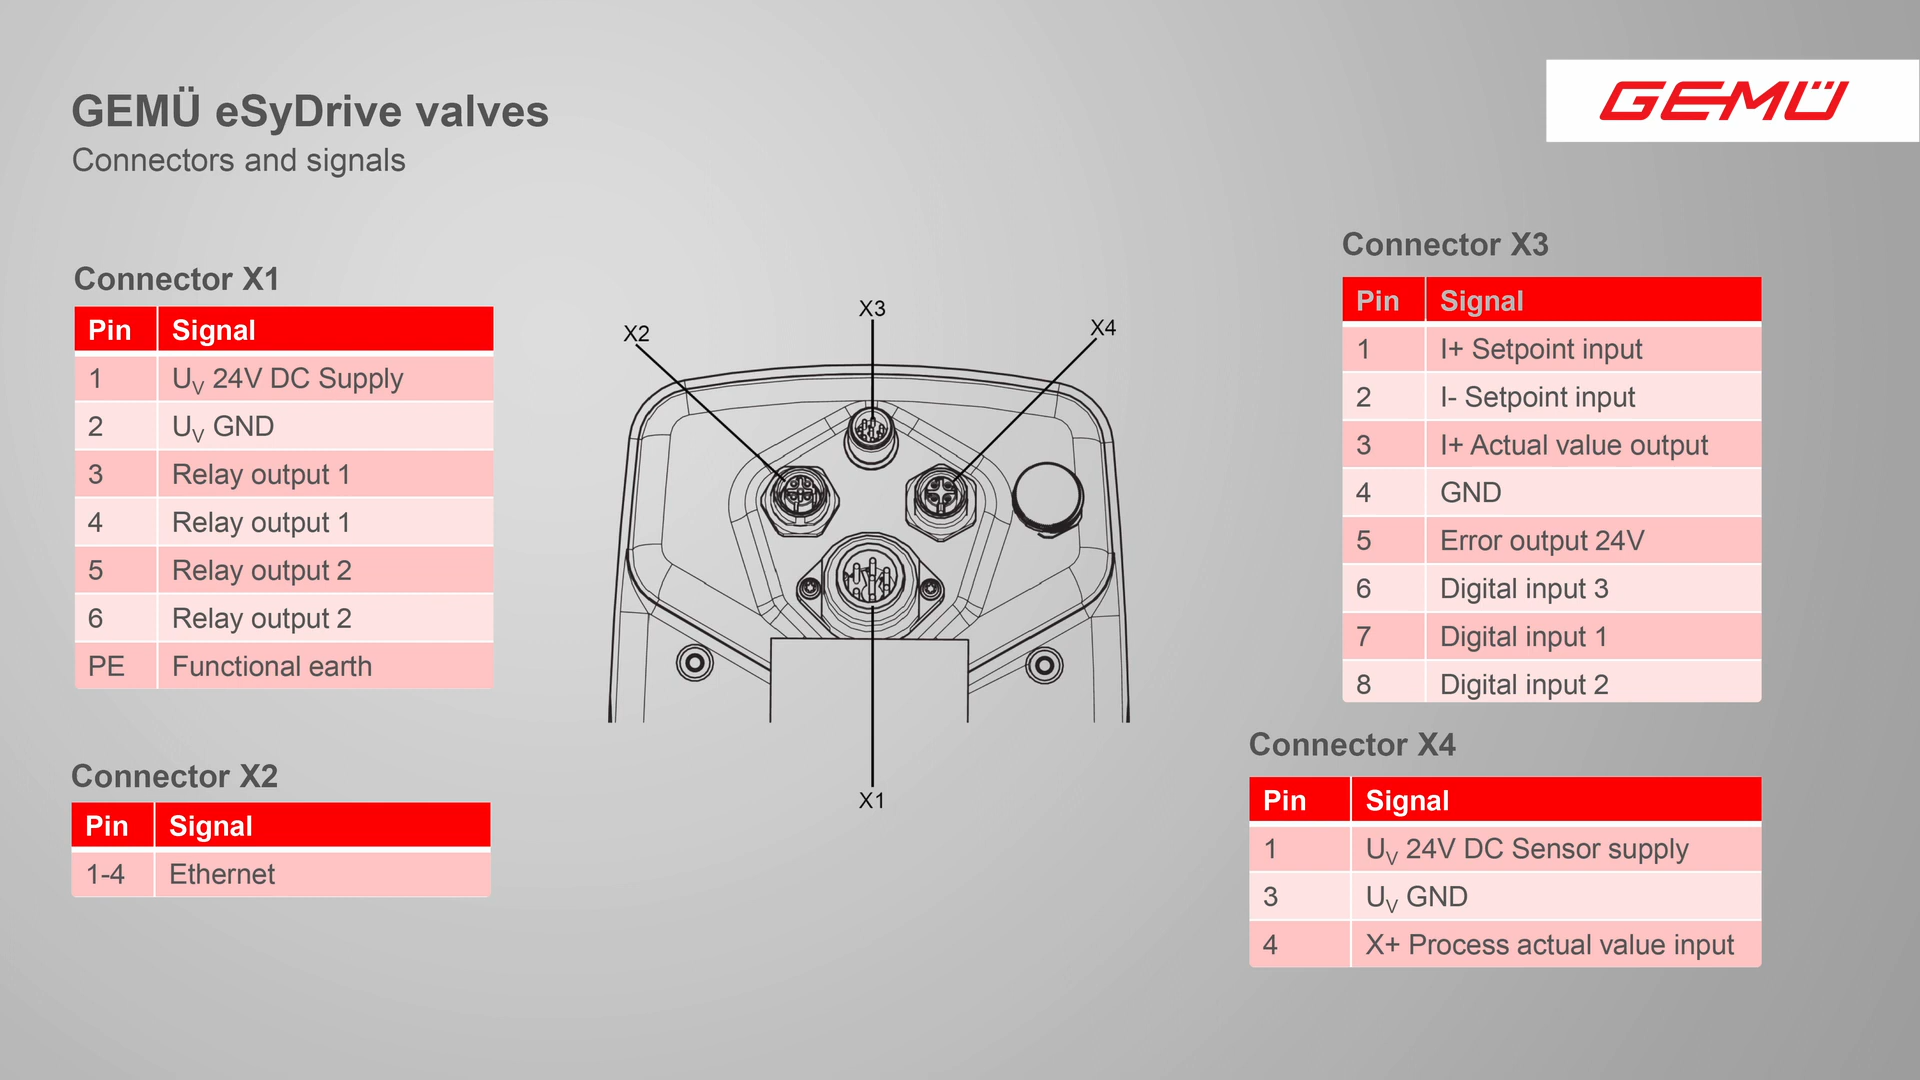 GEMÜ eSyDrive valves
Connectors and signals
GEMÜ
Connector X1
Pin Signal
1 UV 24V DC Supply
2 UV GND
3 Relay output 1
4 Relay output 1
5 Relay output 2
6 Relay output 2
PE Functional earth
Connector X2
Pin Signal
1-4 Ethernet
X2
X3
X4
X1
Connector X3
Pin Signal
1 I+ Setpoint input
2 I- Setpoint input
3 I+ Actual value output
4 GND
5 Error output 24V
6 Digital input 3
7 Digital input 1
8 Digital input 2
Connector X4
Pin Signal
1 UV 24V DC Sensor supply
3 UV GND
4 X+ Process actual value input